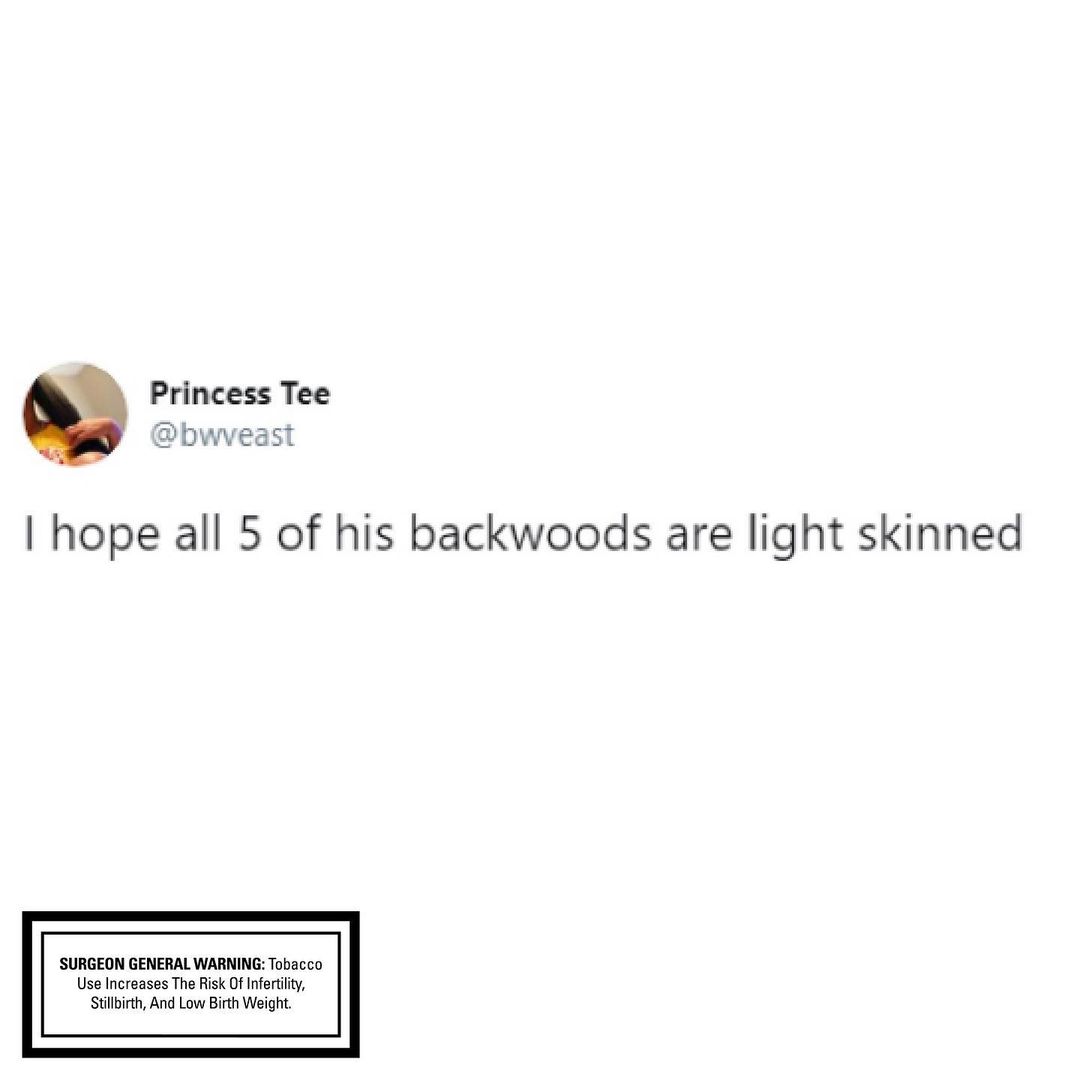 Princess Tee
@bwveast
I hope all 5 of his backwoods are light skinned
SURGEON GENERAL WARNING: Tobacco
Use Increases The Risk Of Infertility,
Stillbirth, And Low Birth Weight.